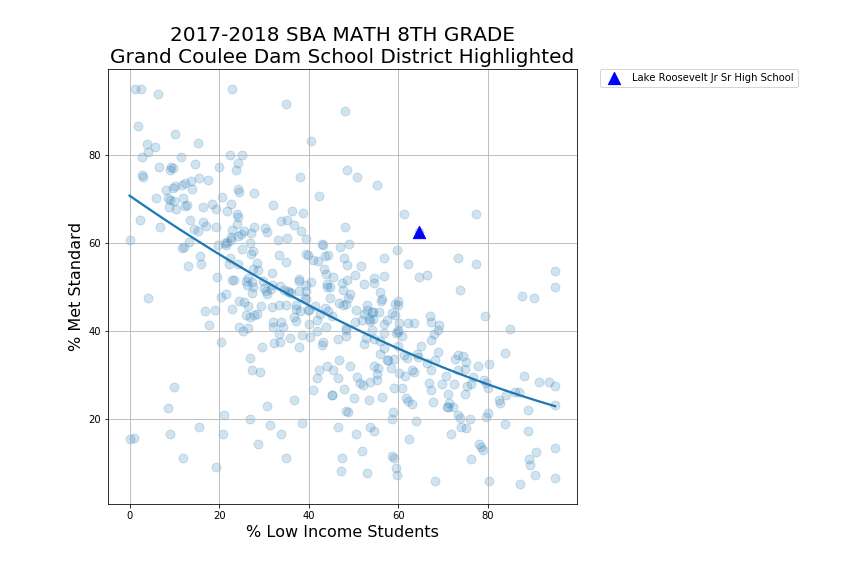 2017-2018 SBA MATH 8TH GRADE
Grand Coulee Dam School District Highlighted
Lake Roosevelt Jr Sr High School
% Met Standard
80
60
40
20
0
20
40
60
80
% Low Income Students